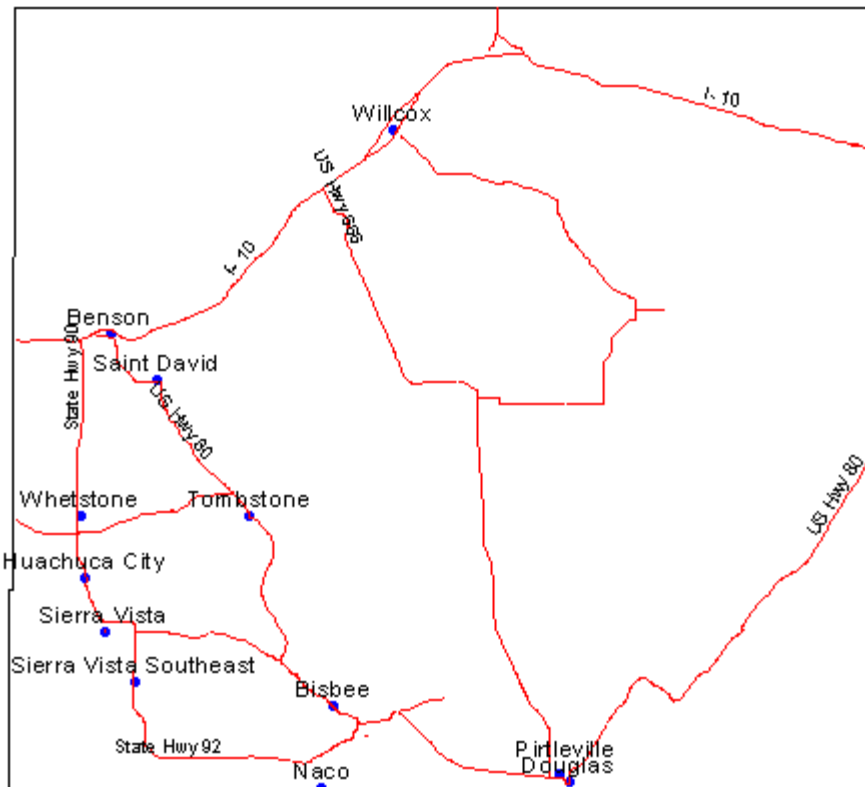 I- 10
Willcox
US Hwy 666
I- 10
Benson
State Hwy 90
Saint David
US Hwy 80
Whetstone
Tombstone
US Hwy 80
Huachuca City
Sierra Vista
Sierra Vista Southeast
Bisbee
State Hwy 92
Pirtleville
Douglas
Naco